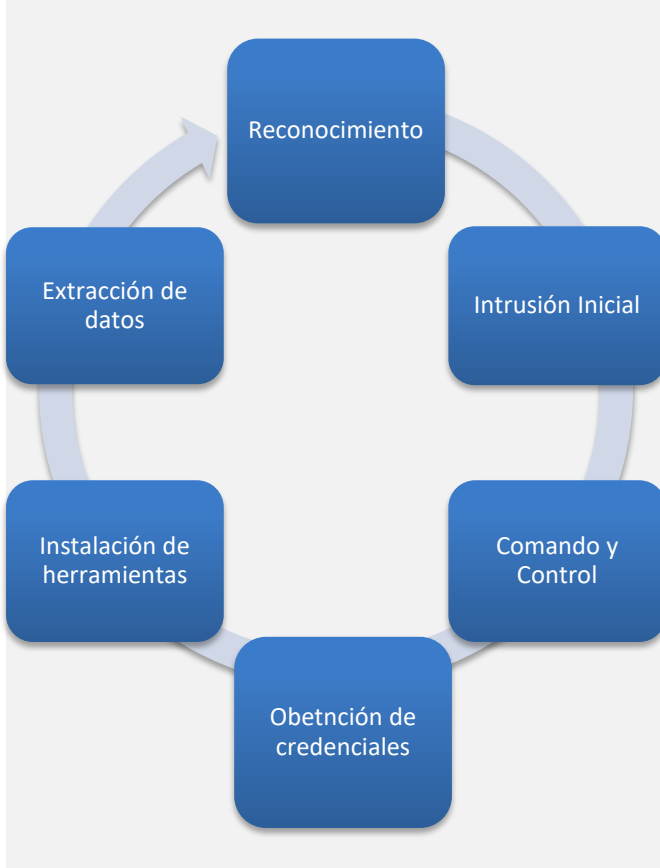 Reconocimiento
Intrusión Inicial
Comando y
Control
Obetnción de
credenciales
Instalación de
herramientas
Extracción de
datos